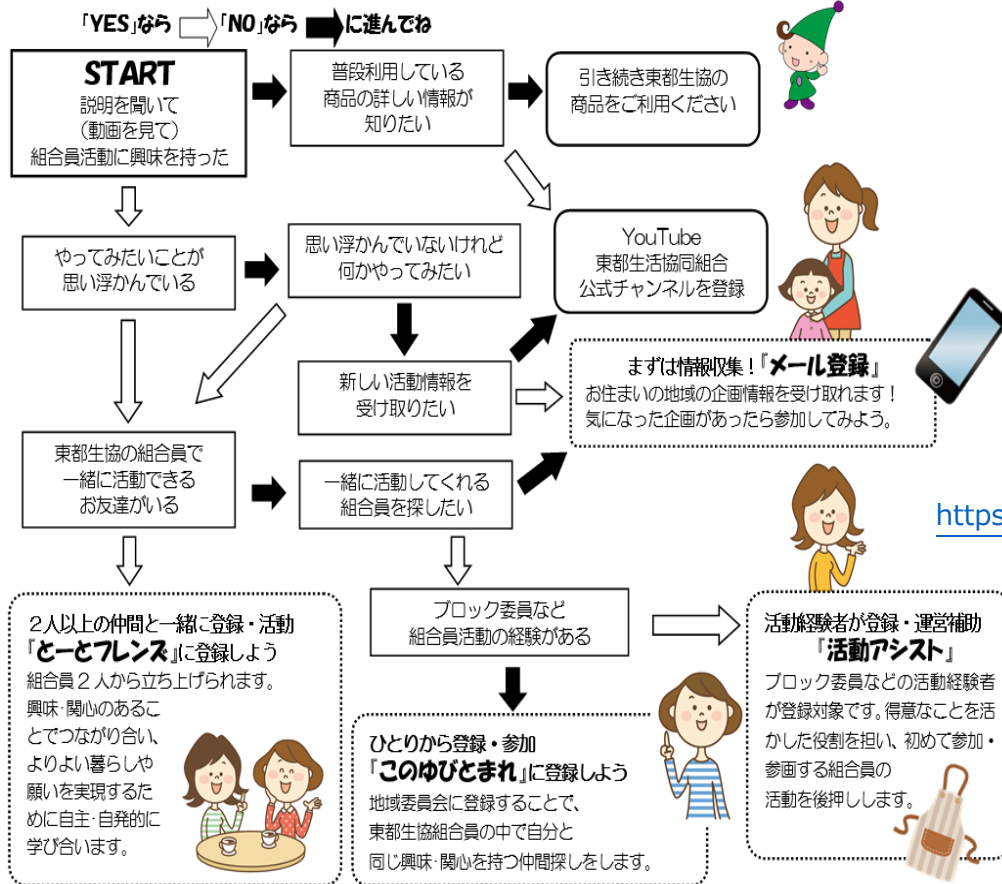 「YES」なら 「NO」なら に進んでね
START
説明を聞いて
(動画を見て)
組合員活動に興味を持った
普段利用している
商品の詳しい情報が
知りたい
引き続き東都生協の
商品をご利用ください
やってみたいことが
思い浮かんでいる
思い浮かんでいないけれど
何かやってみたい
YouTube
東都生活協同組合
公式チャンネルを登録
新しい活動情報を
受け取りたい
まずは情報収集!『メール登録』
お住まいの地域の企画情報を受け取れます!
気になった企画があったら参加してみよう。
東都生協の組合員で
一緒に活動できる
お友達がいる
一緒に活動してくれる
組合員を探したい
https
ブロック委員など
組合員活動の経験がある
2人以上の仲間と一緒に登録・活動
『とーとフレンズ』に登録しよう
組合員2人から立ち上げられます。
興味・関心のあるこ
とでつながり合い、
よりよい暮らしや
願いを実現するた
めに自主・自発的に
学び合います。
ひとりから登録・参加
『このゆびとまれ』に登録しよう
地域委員会に登録することで、
東都生協組合員の中で自分と
同じ興味・関心を持つ仲間探しをします。
活動経験者が登録・運営補助
『活動アシスト』
ブロック委員などの活動経験者
が登録対象です。得意なことを活
かした役割を担い、初めて参加・
参画する組合員の
活動を後押しします。